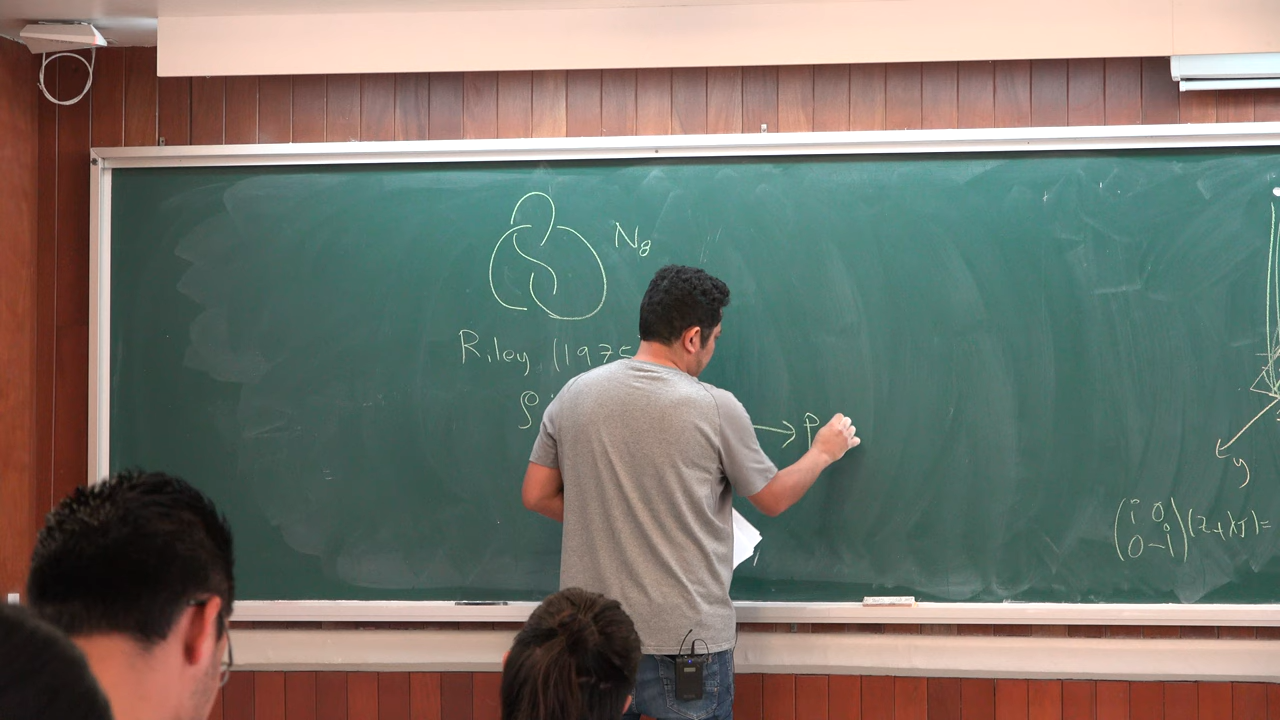 N₈
Riley (1975
ρ → P
y
(i 0
0 -i)(z+λj)=